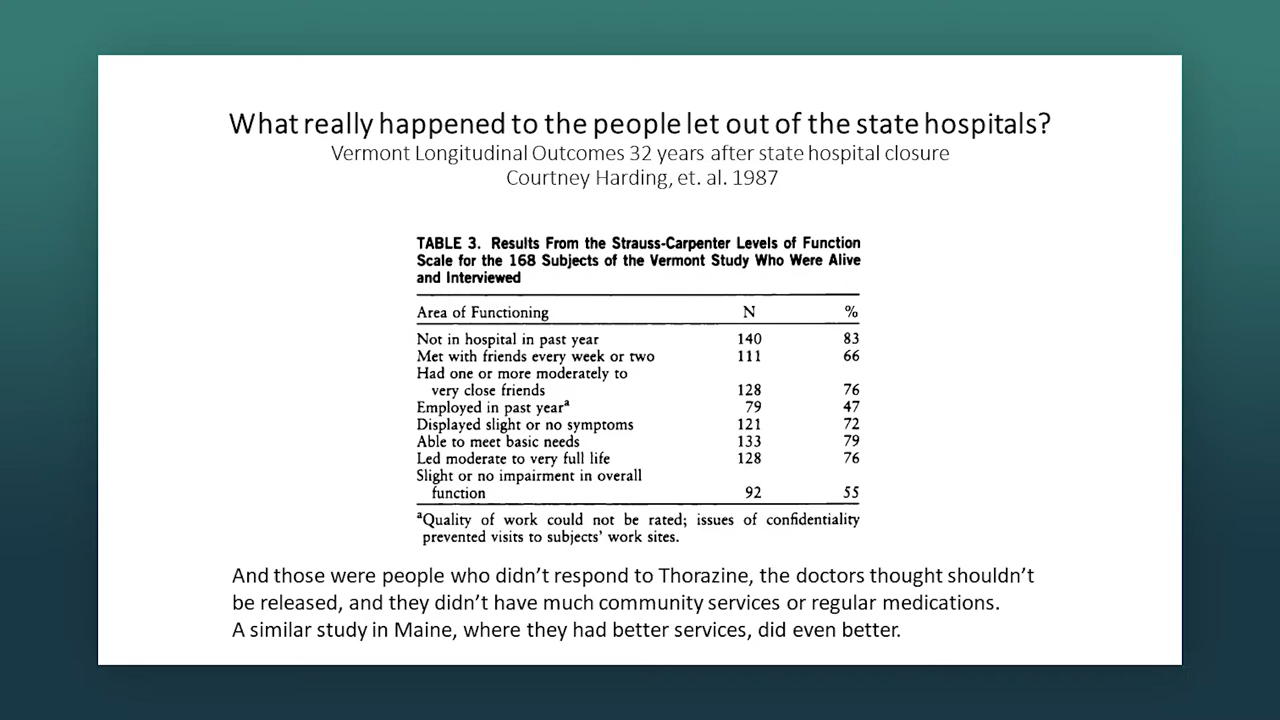 What really happened to the people let out of the state hospitals?
Vermont Longitudinal Outcomes 32 years after state hospital closure
Courtney Harding, et. al. 1987
TABLE 3. Results From the Strauss-Carpenter Levels of Function
Scale for the 168 Subjects of the Vermont Study Who Were Alive
and Interviewed
Area of Functioning N %
Not in hospital in past year 140 83
Met with friends every week or two 111 66
Had one or more moderately to
very close friends 128 76
Employed in past yearª 79 47
Displayed slight or no symptoms 121 72
Able to meet basic needs 133 79
Led moderate to very full life 128 76
Slight or no impairment in overall
function 92 55
ªQuality of work could not be rated; issues of confidentiality
prevented visits to subjects' work sites.
And those were people who didn't respond to Thorazine, the doctors thought shouldn't
be released, and they didn't have much community services or regular medications.
A similar study in Maine, where they had better services, did even better.